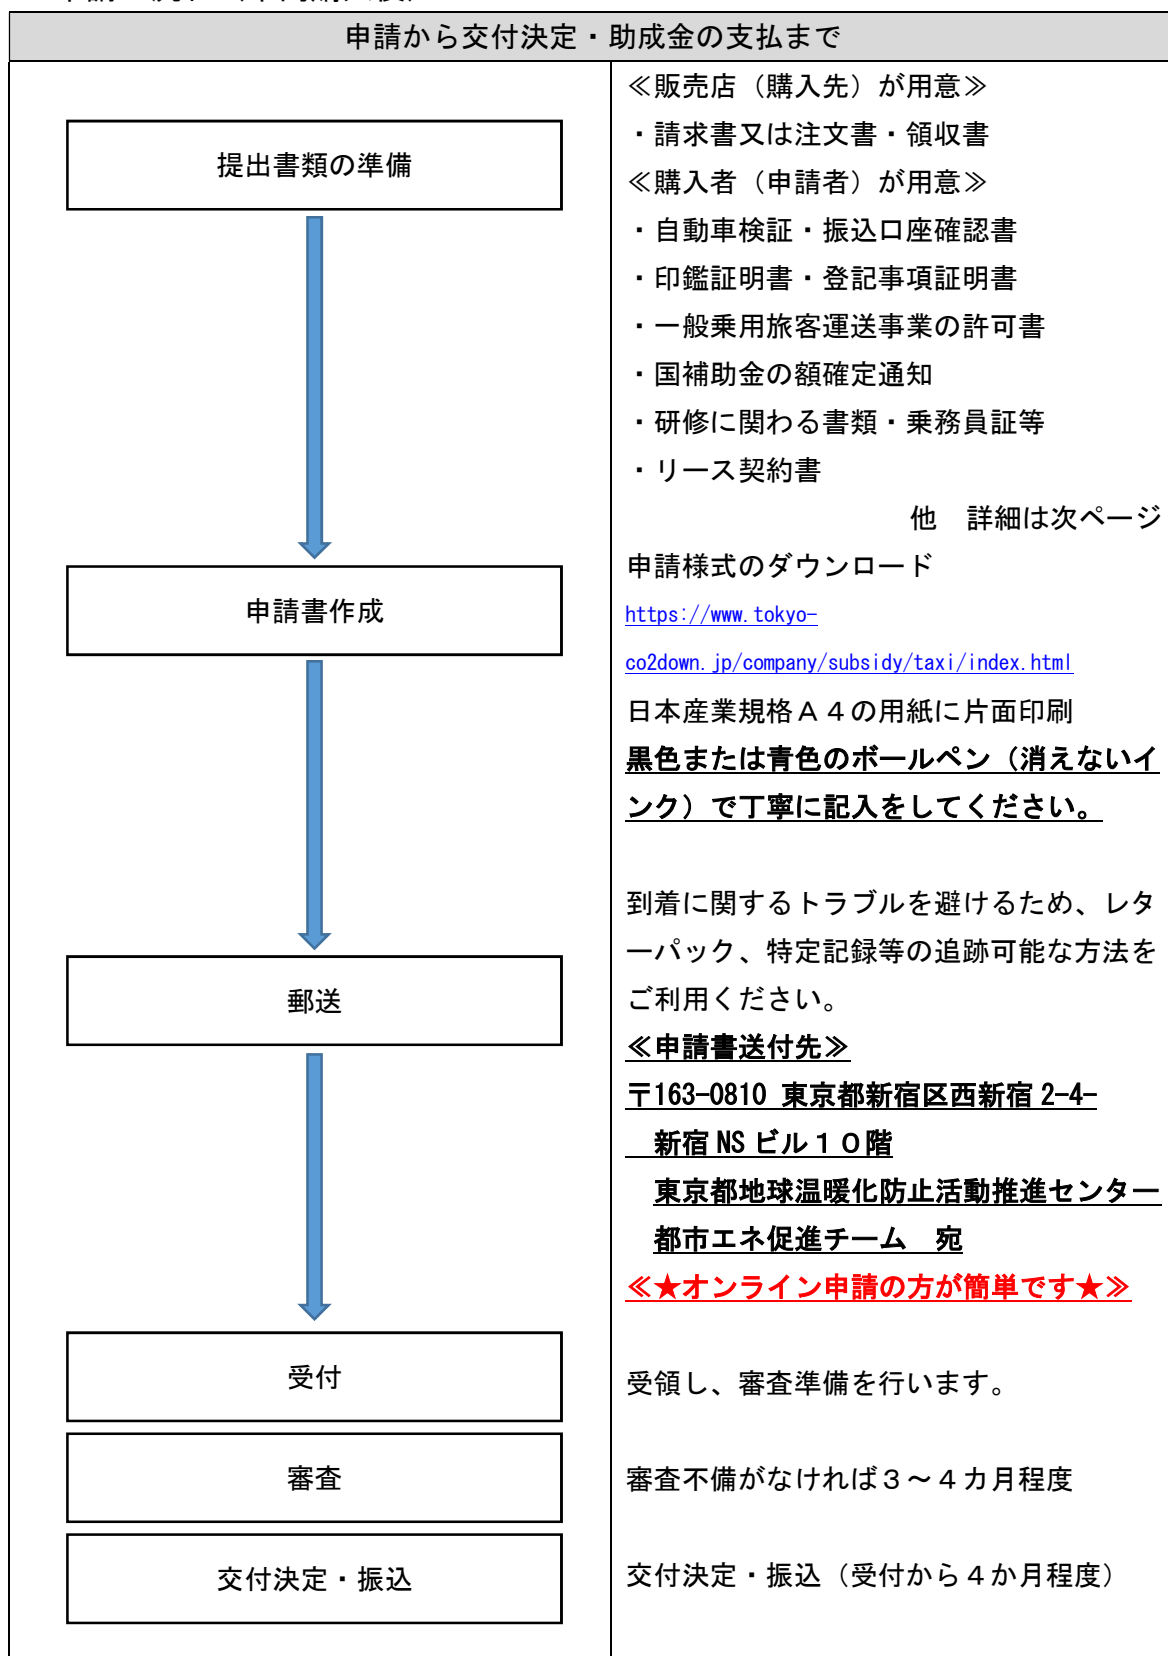 申請から交付決定・助成金の支払まで
提出書類の準備
≪販売店（購入先）が用意≫
・請求書又は注文書・領収書
≪購入者（申請者）が用意≫
・自動車検証・振込口座確認書
・印鑑証明書・登記事項証明書
・一般乗用旅客運送事業の許可書
・国補助金の額確定通知
・研修に関わる書類・乗務員証等
・リース契約書
他　詳細は次ページ
申請書作成
申請様式のダウンロード
https://www.tokyo-
co2down.jp/company/subsidy/taxi/index.html
日本産業規格Ａ４の用紙に片面印刷
黒色または青色のボールペン（消えないイ
ンク）で丁寧に記入をしてください。
郵送
到着に関するトラブルを避けるため、レタ
ーパック、特定記録等の追跡可能な方法を
ご利用ください。
≪申請書送付先≫
〒163-0810 東京都新宿区西新宿 2-4-
新宿 NS ビル１０階
東京都地球温暖化防止活動推進センター
都市エネ促進チーム　宛
≪★オンライン申請の方が簡単です★≫
受付
受領し、審査準備を行います。
審査
審査不備がなければ３～４カ月程度
交付決定・振込
交付決定・振込（受付から４か月程度）